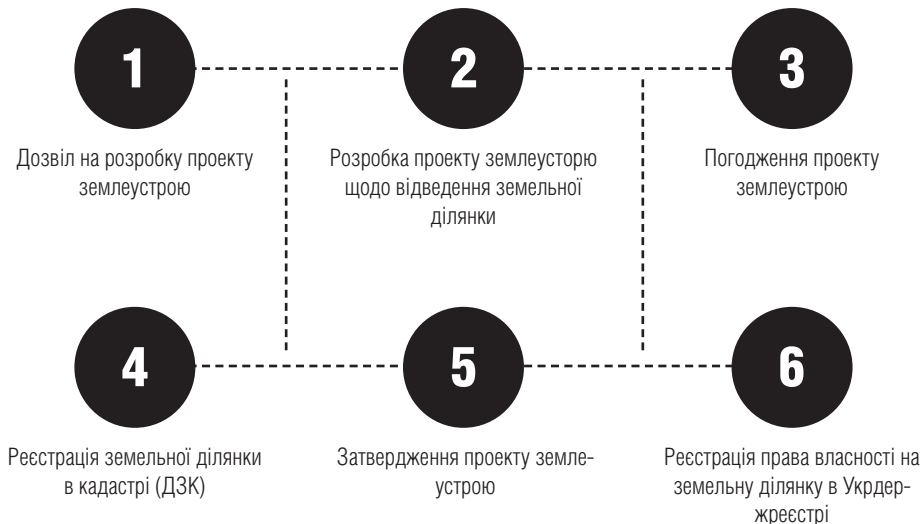 1
Дозвіл на розробку проекту
землеустрою
2
Розробка проекту землеусторю
щодо відведення земельної
ділянки
3
Погодження проекту
землеустрою
4
Реєстрація земельної ділянки
в кадастрі (ДЗК)
5
Затвердження проекту земле-
устрою
6
Реєстрація права власності на
земельну ділянку в Укрдер-
жреєстрі